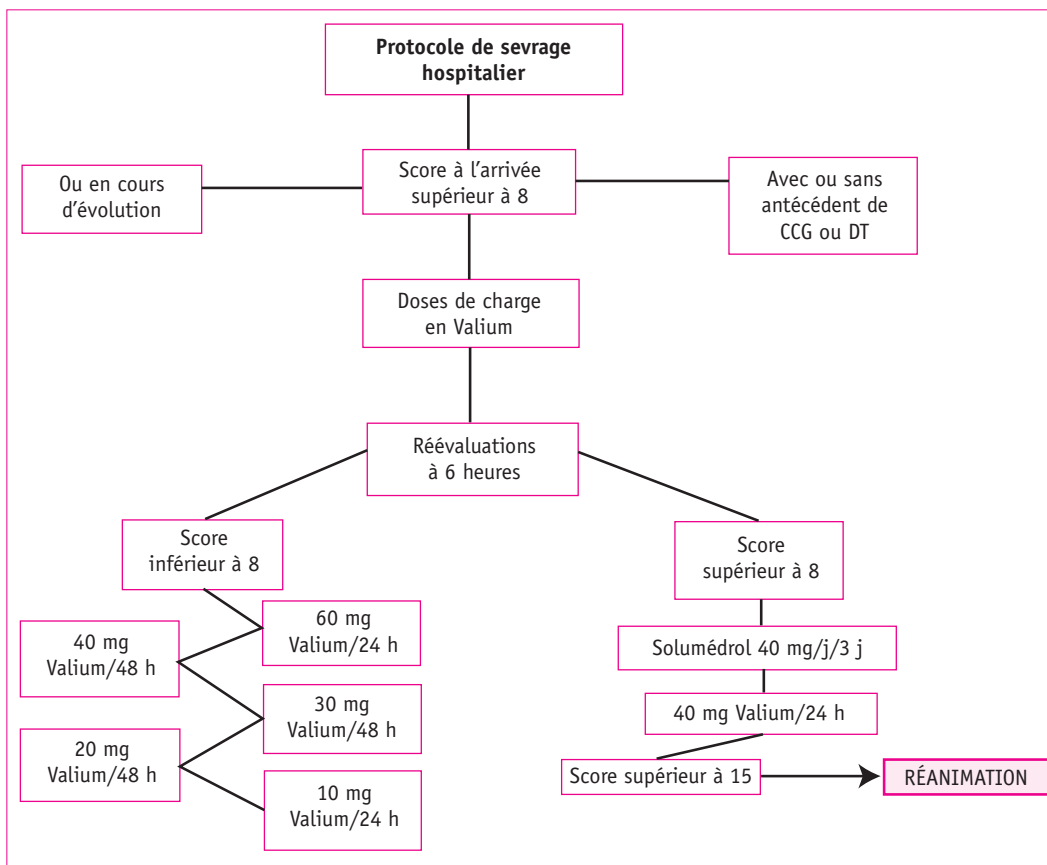 Protocole de sevrage
hospitalier
Ou en cours
d'évolution
Score à l'arrivée
supérieur à 8
Avec ou sans
antécédent de
CCG ou DT
Doses de charge
en Valium
Réévaluations
à 6 heures
Score
inférieur à 8
60 mg
Valium/24 h
40 mg
Valium/48 h
30 mg
Valium/48 h
20 mg
Valium/48 h
10 mg
Valium/24 h
Score
supérieur à 8
Solumédrol 40 mg/j/3 j
40 mg Valium/24 h
Score supérieur à 15
RÉANIMATION